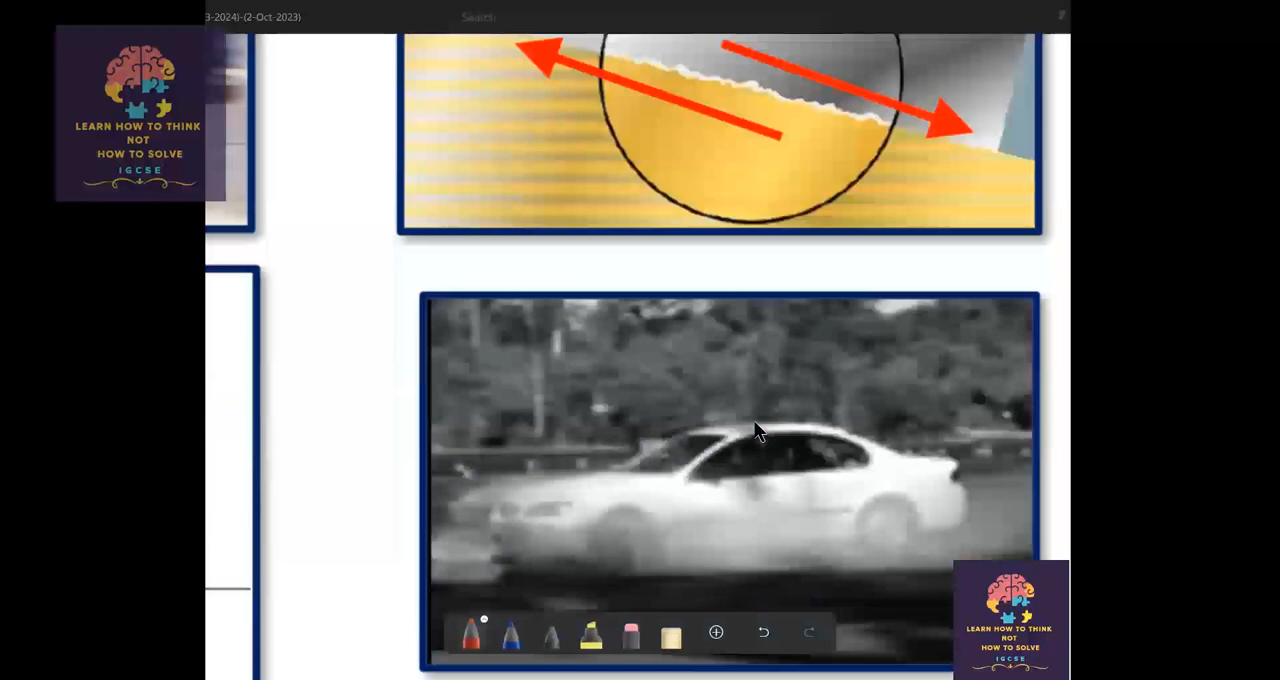 3-2024)-(2-Oct-2023)
Search
LEARN HOW TO THINK
NOT
HOW TO SOLVE
IGCSE
LEARN HOW TO THINK
NOT
HOW TO SOLVE
IGCSE